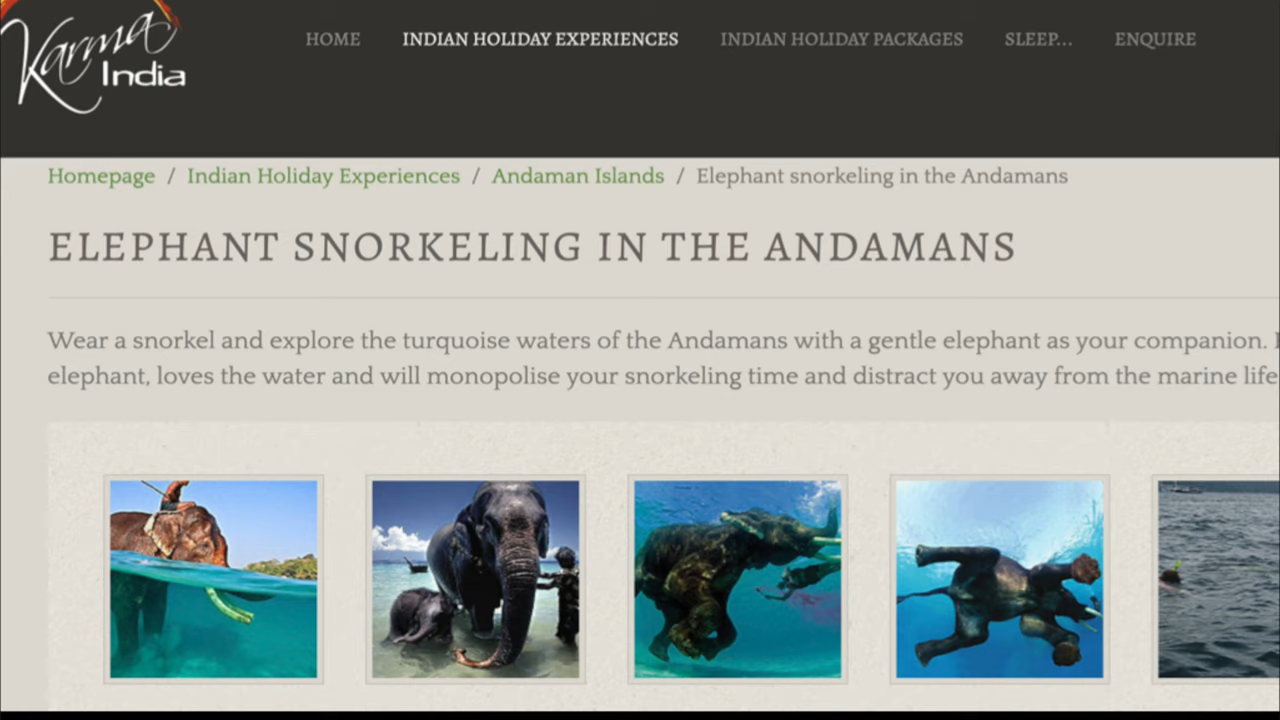 Karma
India
HOME
INDIAN HOLIDAY EXPERIENCES
INDIAN HOLIDAY PACKAGES
SLEEP...
ENQUIRE
Homepage / Indian Holiday Experiences / Andaman Islands / Elephant snorkeling in the Andamans
ELEPHANT SNORKELING IN THE ANDAMANS
Wear a snorkel and explore the turquoise waters of the Andamans with a gentle elephant as your companion.
elephant, loves the water and will monopolise your snorkeling time and distract you away from the marine life